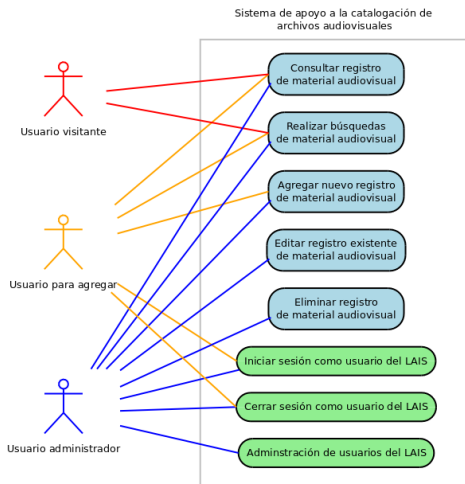 Sistema de apoyo a la catalogación de
archivos audiovisuales
Consultar registro
de material audiovisual
Usuario visitante
Realizar búsquedas
de material audiovisual
Agregar nuevo registro
de material audiovisual
Usuario para agregar
Editar registro existente
de material audiovisual
Eliminar registro
de material audiovisual
Iniciar sesión como usuario del LAIS
Cerrar sesión como usuario del LAIS
Usuario administrador
Adminstración de usuarios del LAIS